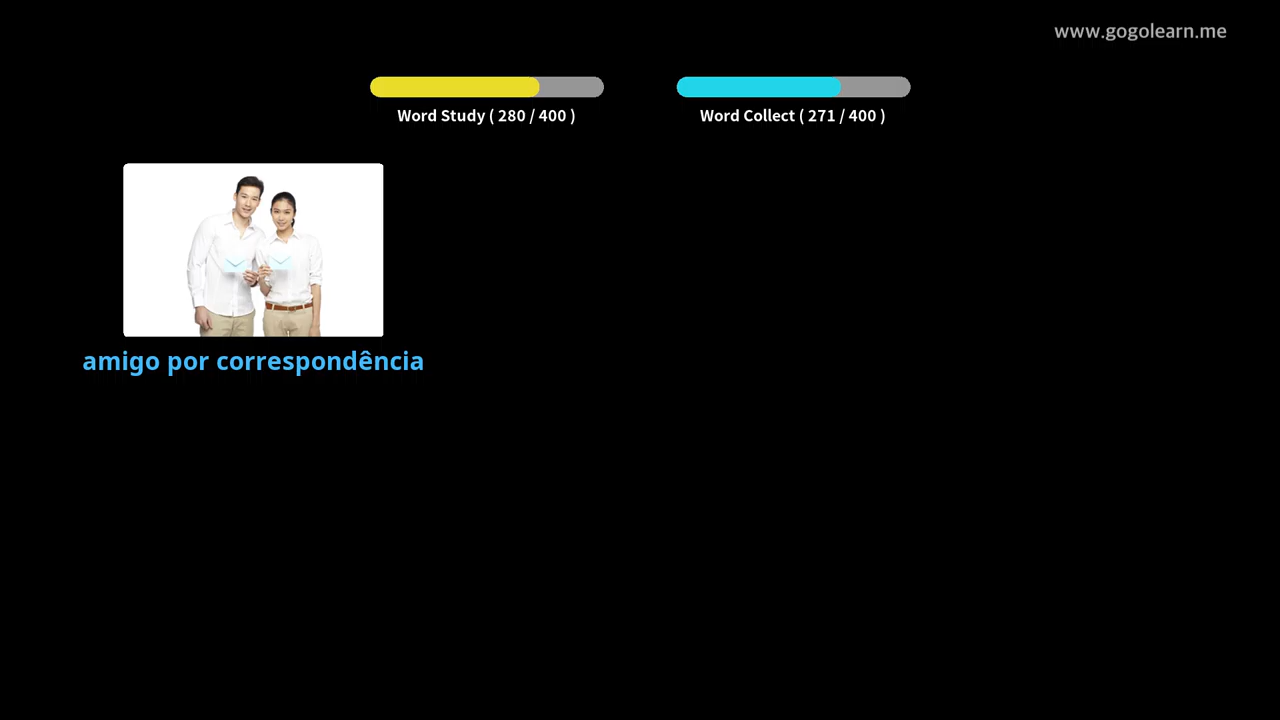 www.gogolearn.me
Word Study ( 280 / 400 )
Word Collect ( 271 / 400 )
amigo por correspondência